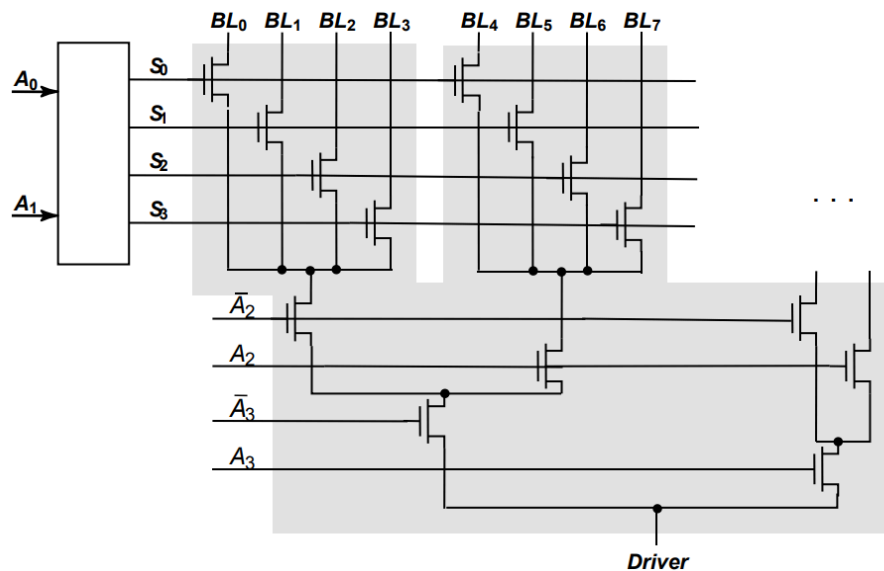 BL0 BL1 BL2 BL3 BL4 BL5 BL6 BL7
A0 S0
S1
S2
A1 S3
. . .
Ā2
A2
Ā3
A3
Driver